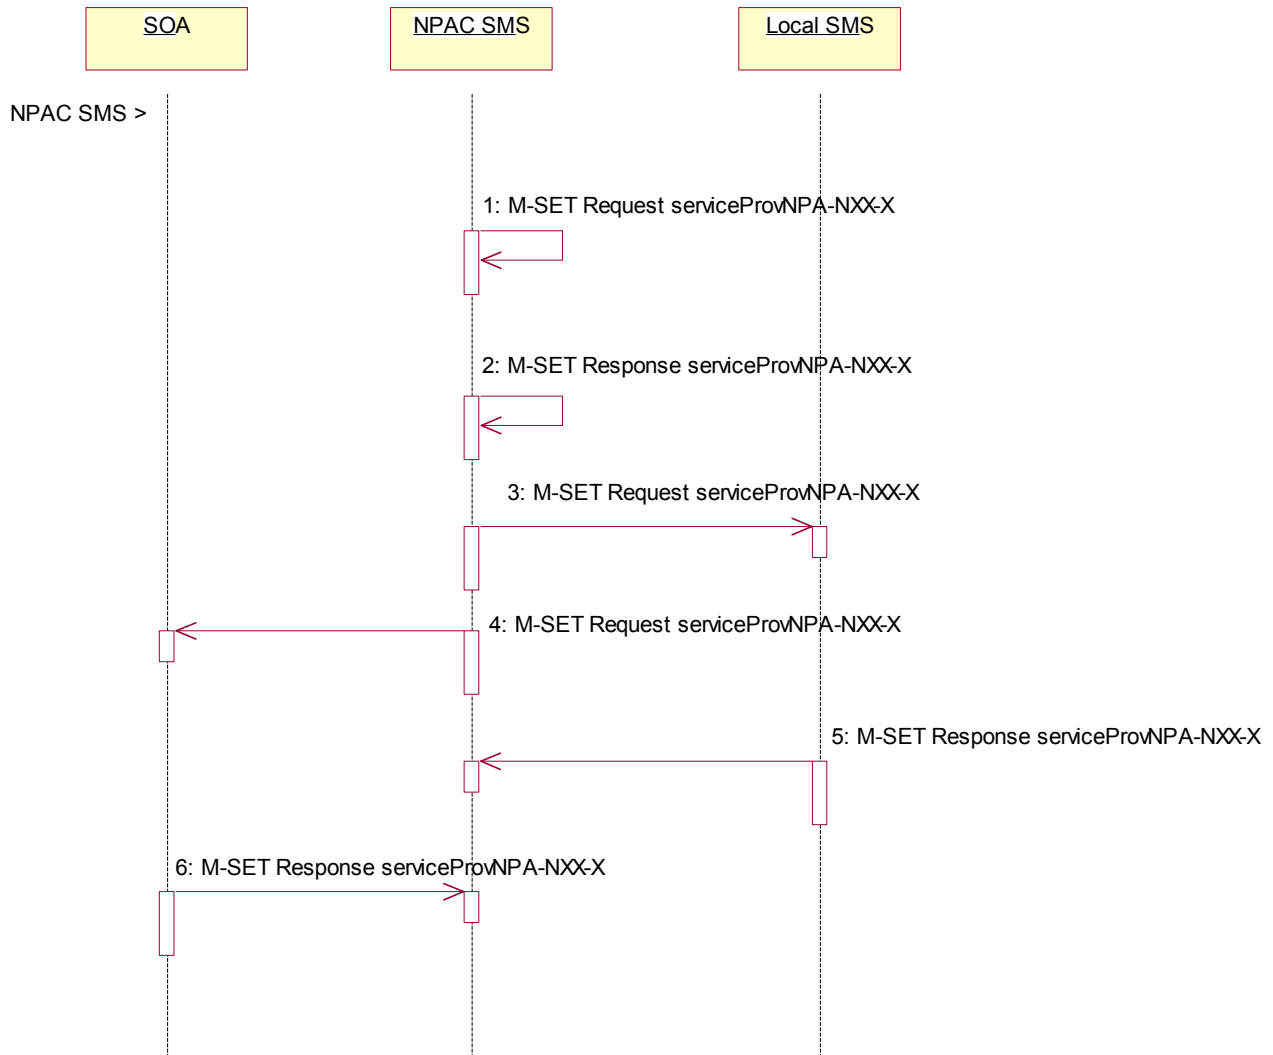 SOA
NPAC SMS
Local SMS
NPAC SMS >
1: M-SET Request serviceProvNPA-NXX-X
2: M-SET Response serviceProvNPA-NXX-X
3: M-SET Request serviceProvNPA-NXX-X
4: M-SET Request serviceProvNPA-NXX-X
5: M-SET Response serviceProvNPA-NXX-X
6: M-SET Response serviceProvNPA-NXX-X